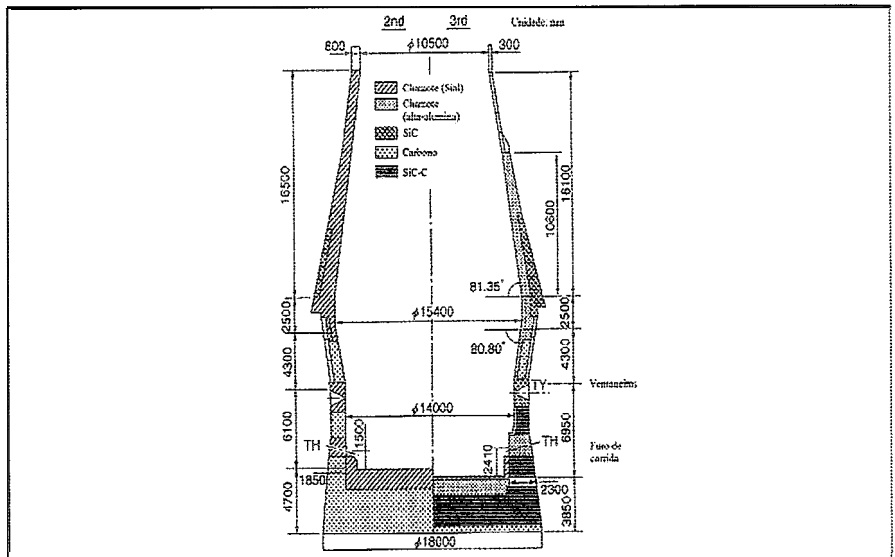 2nd 3rd Unidade: mm
800 ϕ10500 300
Chamote (Sial)
Chamote
(alta-alumina)
SiC
Carbono
SiC-C
16500
16100
10600
81.35°
2500
ϕ15400
2500
80.80°
4300
4300
TY Ventaneiras
ϕ14000
6100
6950
TH
1500
2410
TH
Furo de
corrida
1850
2300
4700
3850
ϕ18000